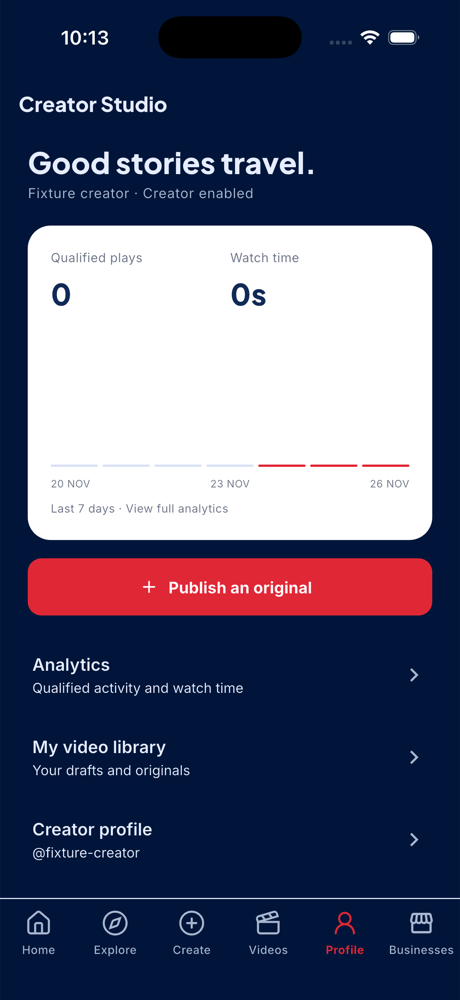 10:13
Creator Studio
Good stories travel.
Fixture creator · Creator enabled
Qualified plays
Watch time
0
0s
20 NOV
23 NOV
26 NOV
Last 7 days · View full analytics
+ Publish an original
Analytics
Qualified activity and watch time
My video library
Your drafts and originals
Creator profile
@fixture-creator
Home
Explore
Create
Videos
Profile
Businesses